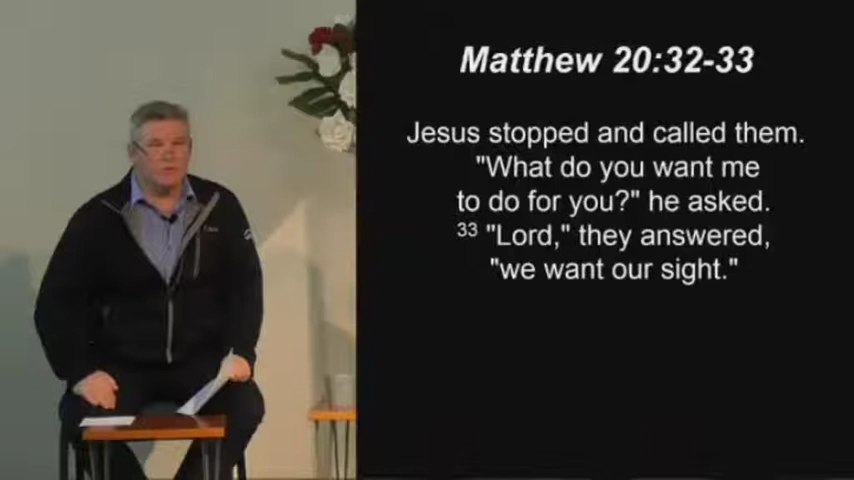 Matthew 20:32-33
Jesus stopped and called them.
"What do you want me
to do for you?" he asked.
33 "Lord," they answered,
"we want our sight."